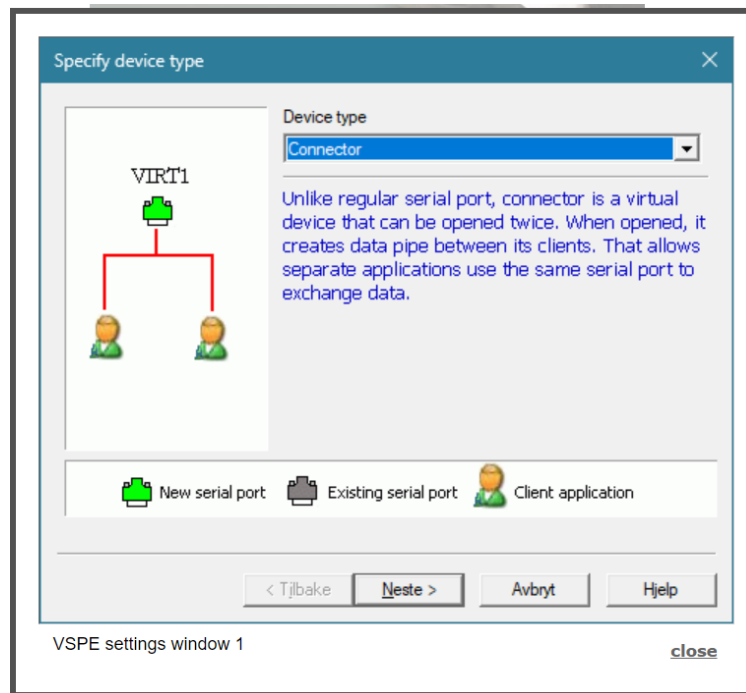 Specify device type
Device type
Connector
VIRT1
Unlike regular serial port, connector is a virtual
device that can be opened twice. When opened, it
creates data pipe between its clients. That allows
separate applications use the same serial port to
exchange data.
New serial port
Existing serial port
Client application
< Tilbake
Neste >
Avbryt
Hjelp
VSPE settings window 1
close